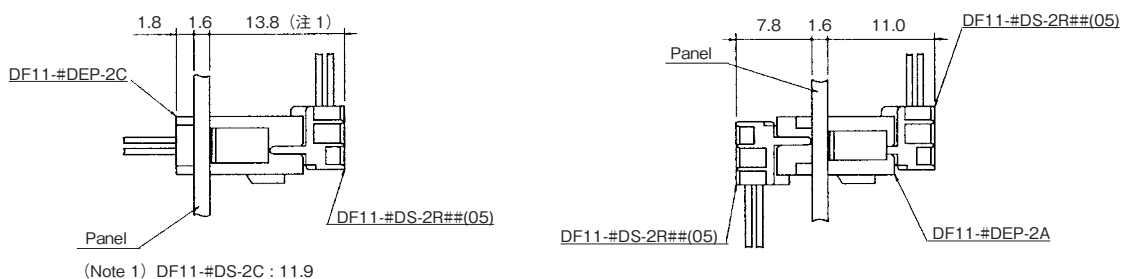 1.8 1.6 13.8 (注 1)
DF11-#DEP-2C
DF11-#DS-2R##(05)
Panel
(Note 1) DF11-#DS-2C : 11.9
7.8 1.6 11.0
DF11-#DS-2R##(05)
Panel
DF11-#DS-2R##(05)
DF11-#DEP-2A